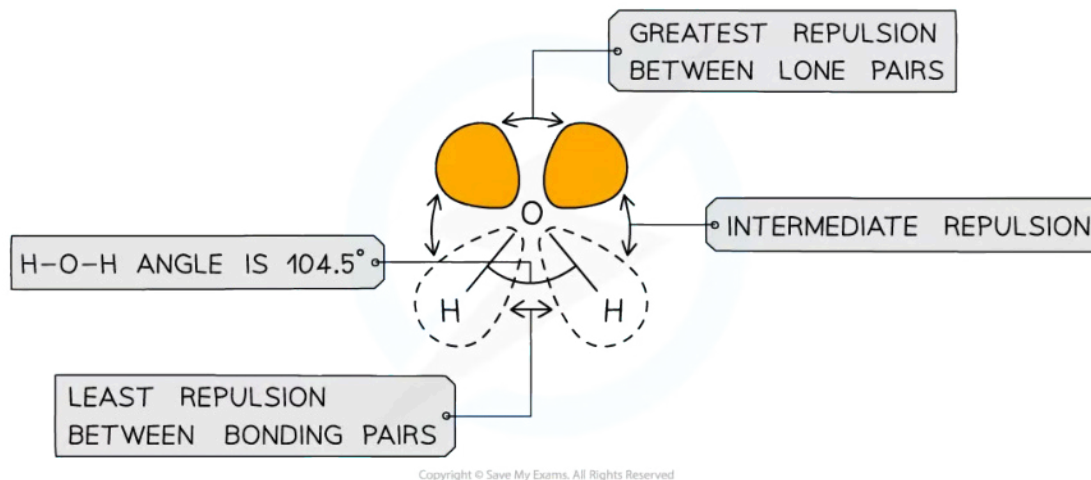 GREATEST REPULSION
BETWEEN LONE PAIRS
O
INTERMEDIATE REPULSION
H-O-H ANGLE IS 104.5°
H
H
LEAST REPULSION
BETWEEN BONDING PAIRS
Copyright © Save My Exams. All Rights Reserved